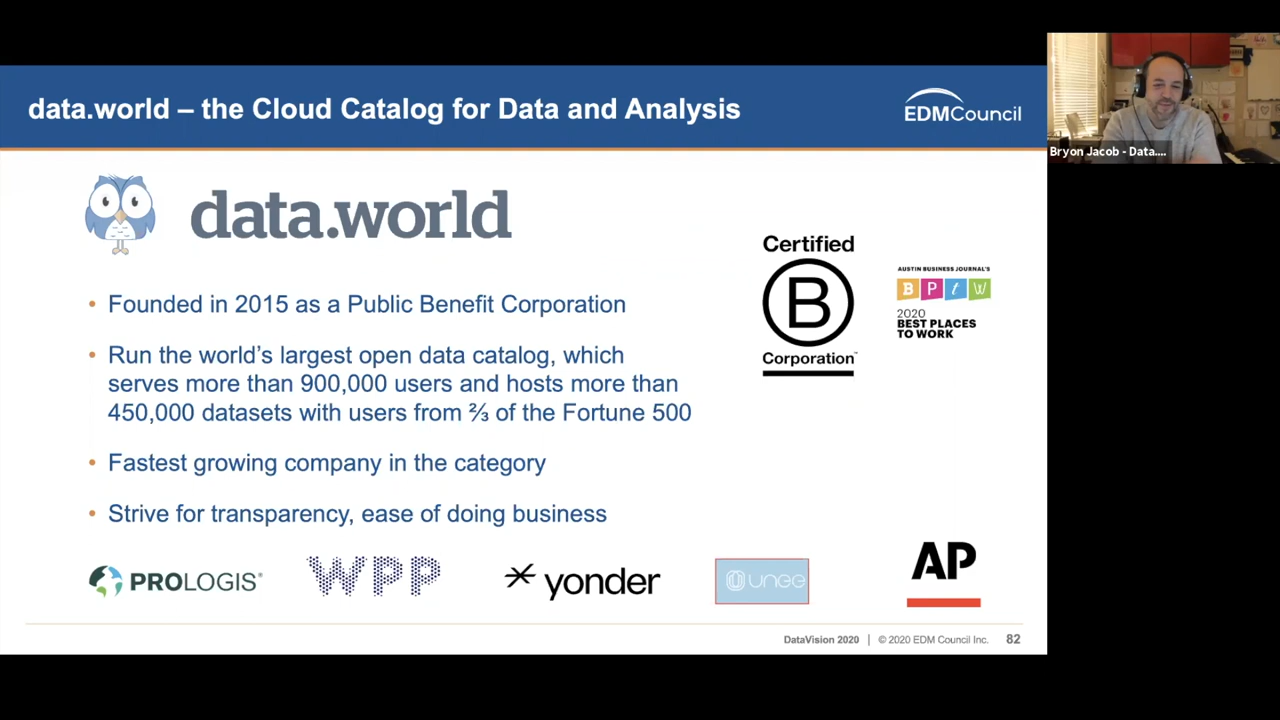 data.world – the Cloud Catalog for Data and Analysis
EDMCouncil
Bryon Jacob - Data....
data.world
Certified
B
Corporation™
AUSTIN BUSINESS JOURNAL'S
BPtW
2020
BEST PLACES
TO WORK
• Founded in 2015 as a Public Benefit Corporation
• Run the world's largest open data catalog, which
serves more than 900,000 users and hosts more than
450,000 datasets with users from ⅔ of the Fortune 500
• Fastest growing company in the category
• Strive for transparency, ease of doing business
PROLOGIS®
WPP
yonder
AP
DataVision 2020 | © 2020 EDM Council Inc. 82